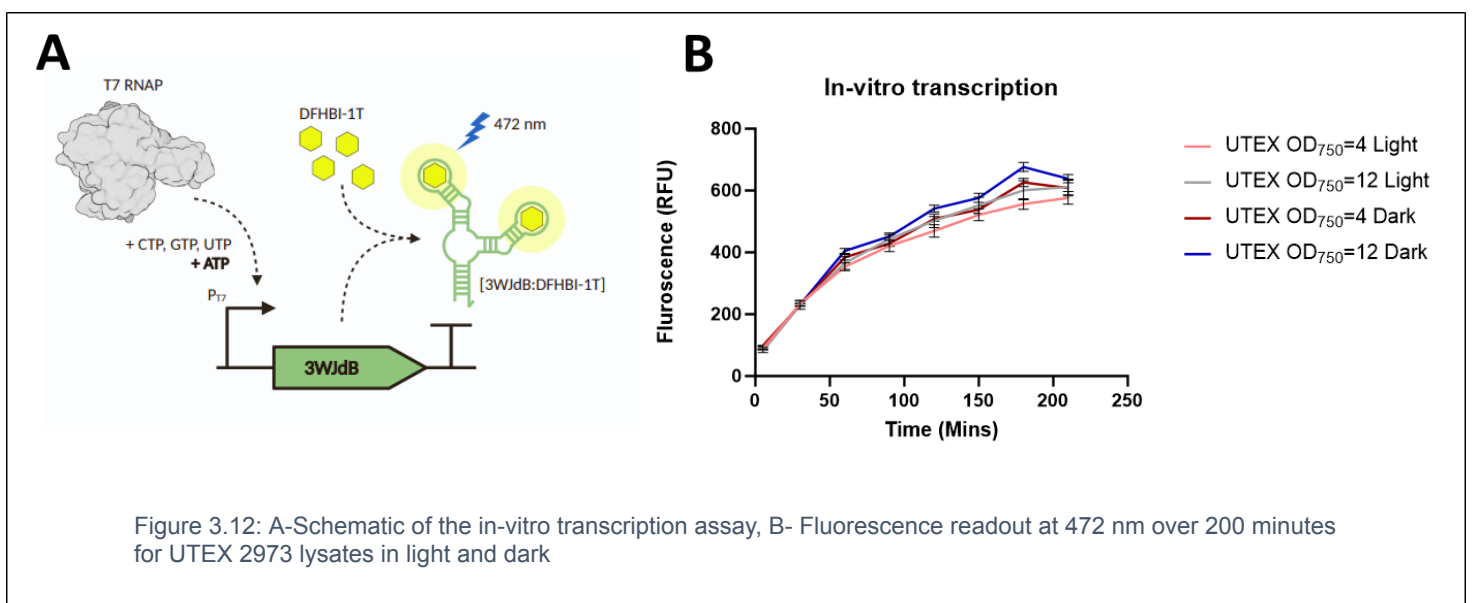 A
T7 RNAP
DFHBI-1T
472 nm
+ CTP, GTP, UTP
+ ATP
PT7
[3WJdB:DFHBI-1T]
3WJdB
B
In-vitro transcription
Fluroscence (RFU)
800
600
400
200
0
0 50 100 150 200 250
Time (Mins)
UTEX OD750=4 Light
UTEX OD750=12 Light
UTEX OD750=4 Dark
UTEX OD750=12 Dark
Figure 3.12: A-Schematic of the in-vitro transcription assay, B- Fluorescence readout at 472 nm over 200 minutes
for UTEX 2973 lysates in light and dark